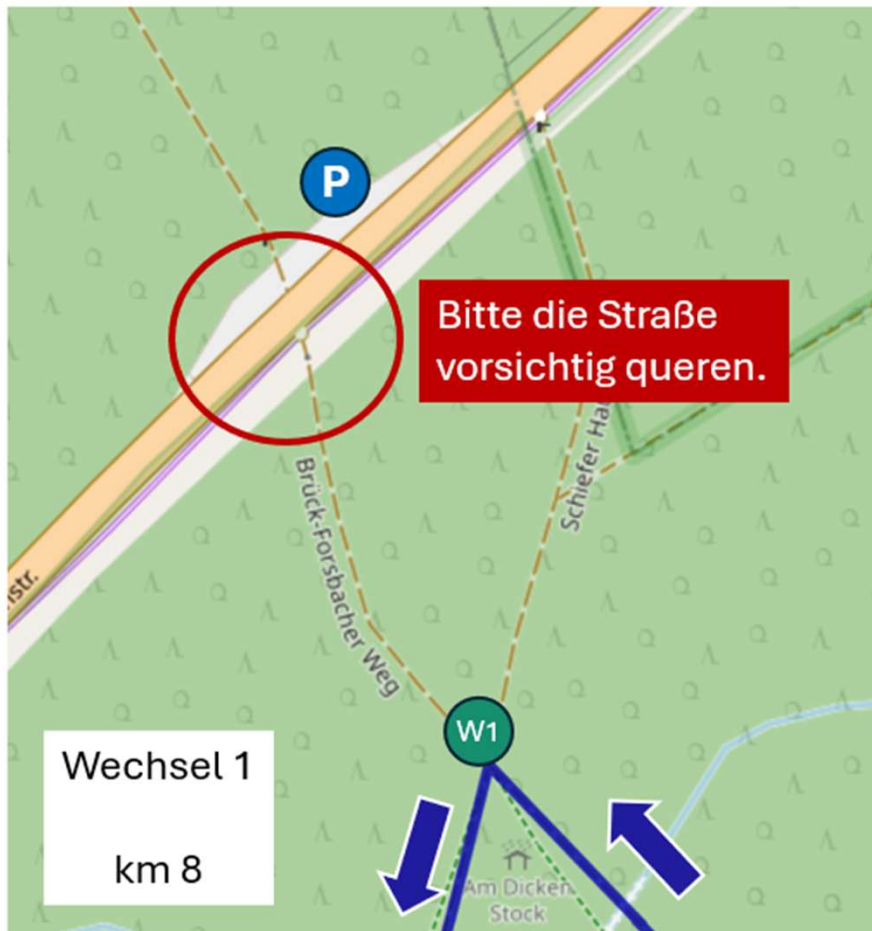 P
Bitte die Straße
vorsichtig queren.
Brück-Forsbacher Weg
Schiefer Ha
W1
Wechsel 1
km 8
Am Dicken
Stock
str.